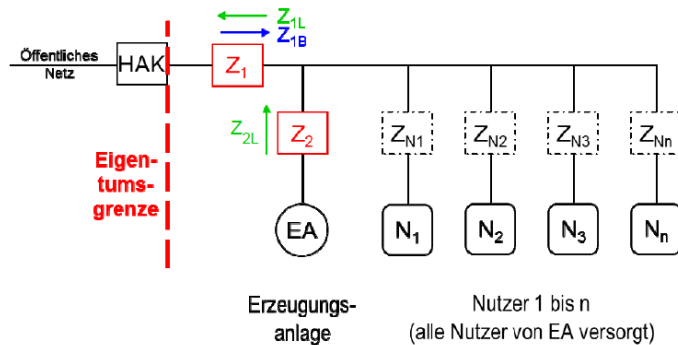 Z1L
Z1B
Öffentliches
Netz
HAK
Z1
Z2L
Z2
ZN1
ZN2
ZN3
ZNn
Eigen-
tums-
grenze
EA
N1
N2
N3
Nn
Erzeugungs-
anlage
Nutzer 1 bis n
(alle Nutzer von EA versorgt)